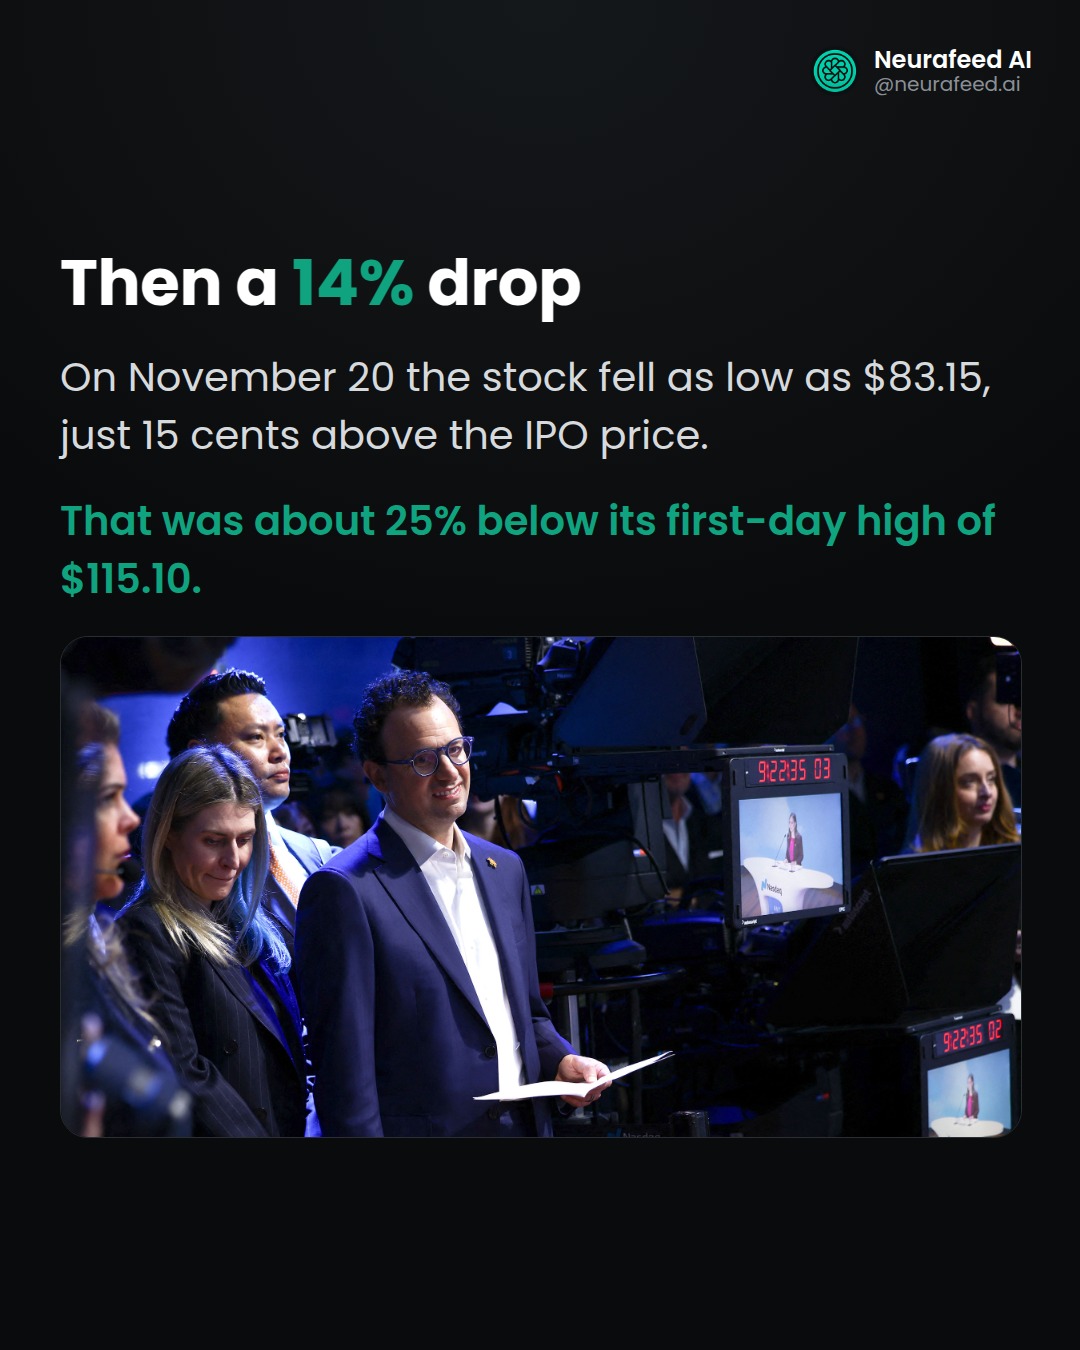 Neurafeed AI
@neurafeed.ai
Then a 14% drop
On November 20 the stock fell as low as $83.15,
just 15 cents above the IPO price.
That was about 25% below its first-day high of
$115.10.
9:22:35 03
Nasdaq
9:22:35 02
Nasdaq